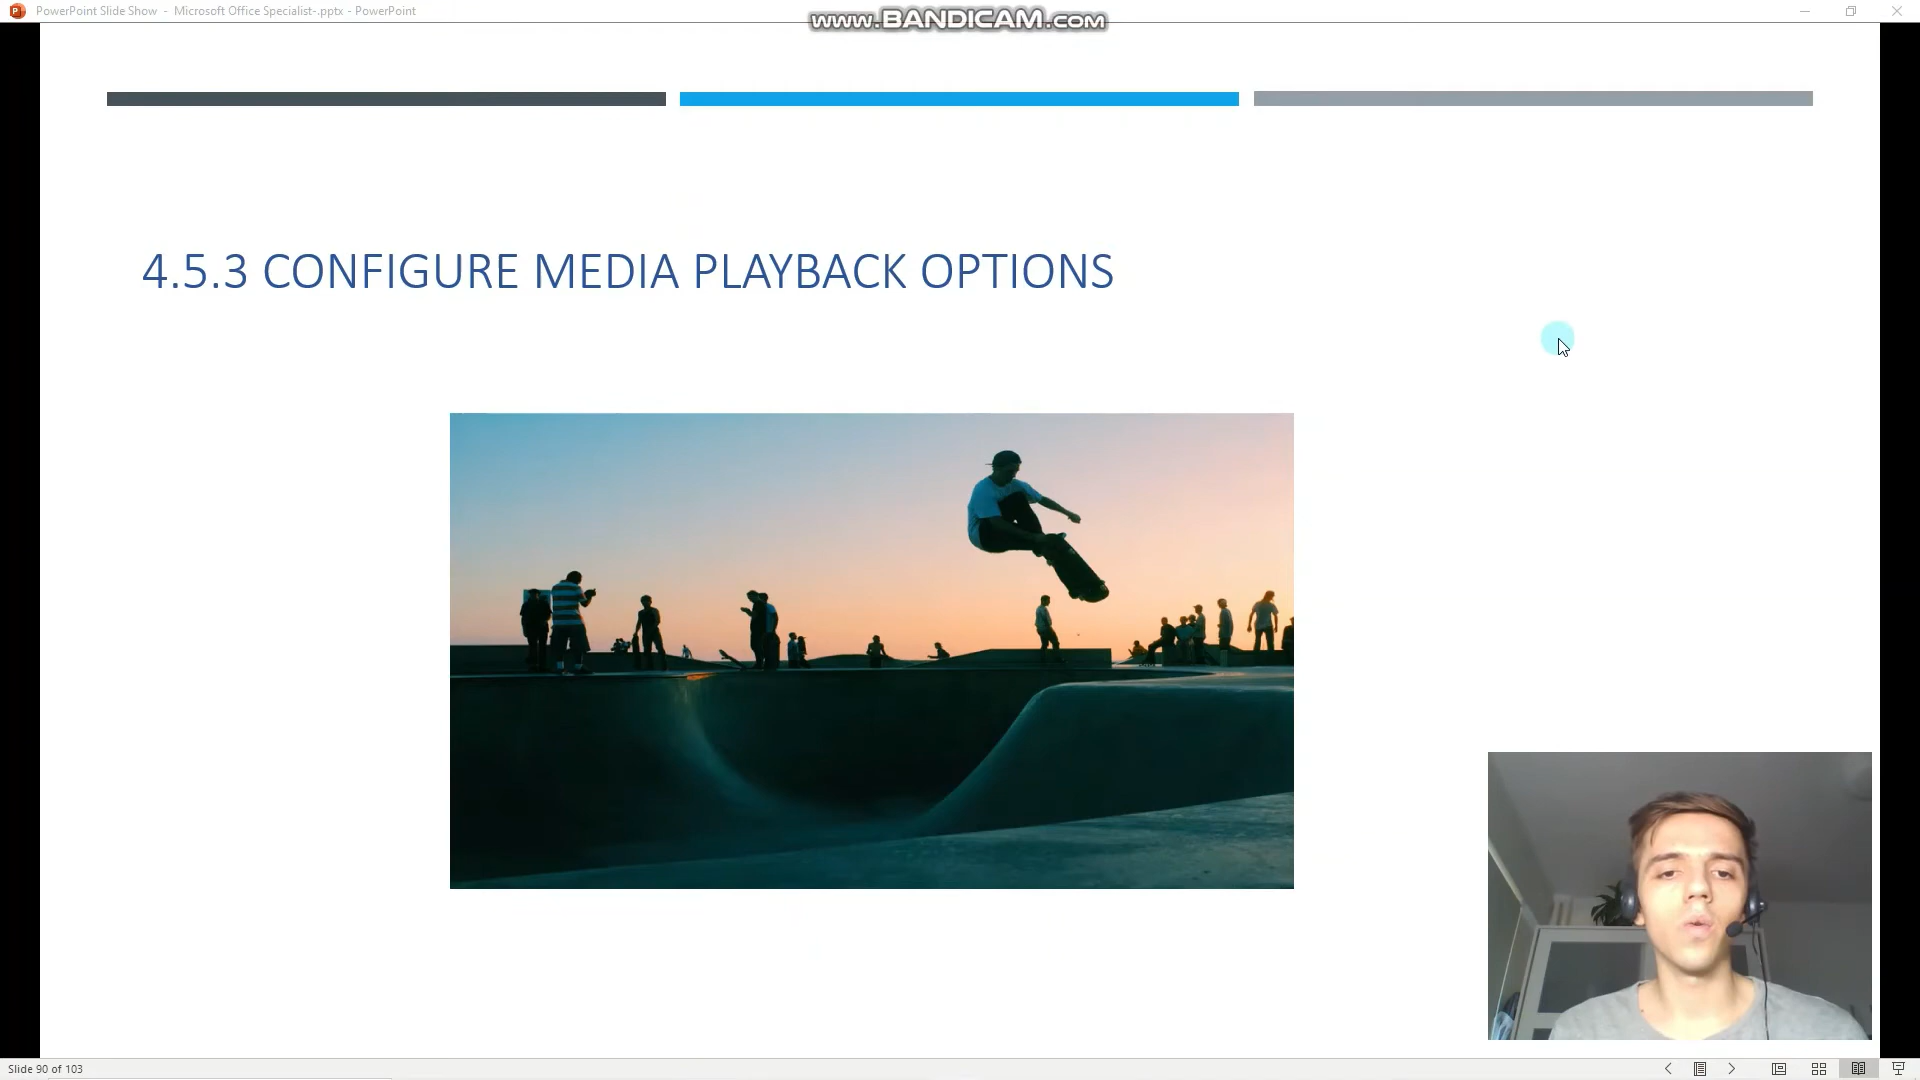 PowerPoint Slide Show - Microsoft Office Specialist-.pptx - PowerPoint
www.BANDICAM.com
4.5.3 CONFIGURE MEDIA PLAYBACK OPTIONS
Slide 90 of 103